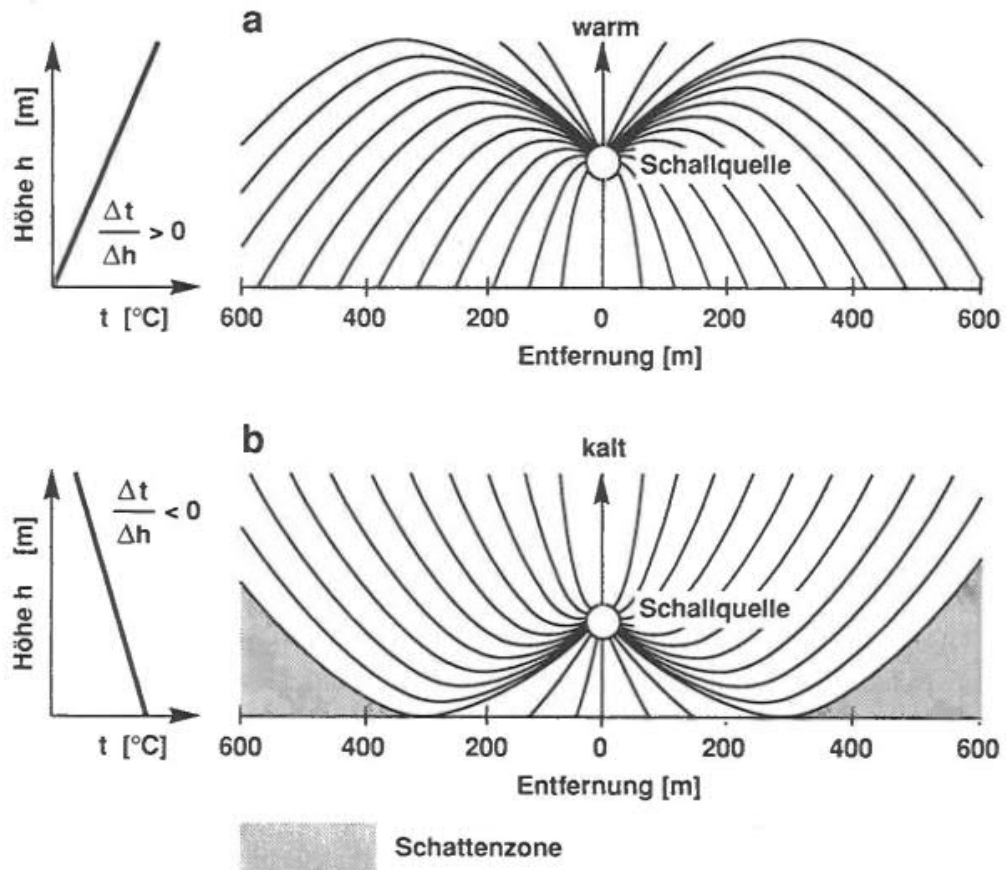 a
warm
Höhe h [m]
Δt
Δh
> 0
Schallquelle
t [°C]
600 400 200 0 200 400 600
Entfernung [m]
b
kalt
Höhe h [m]
Δt
Δh
< 0
Schallquelle
t [°C]
600 400 200 0 200 400 600
Entfernung [m]
Schattenzone